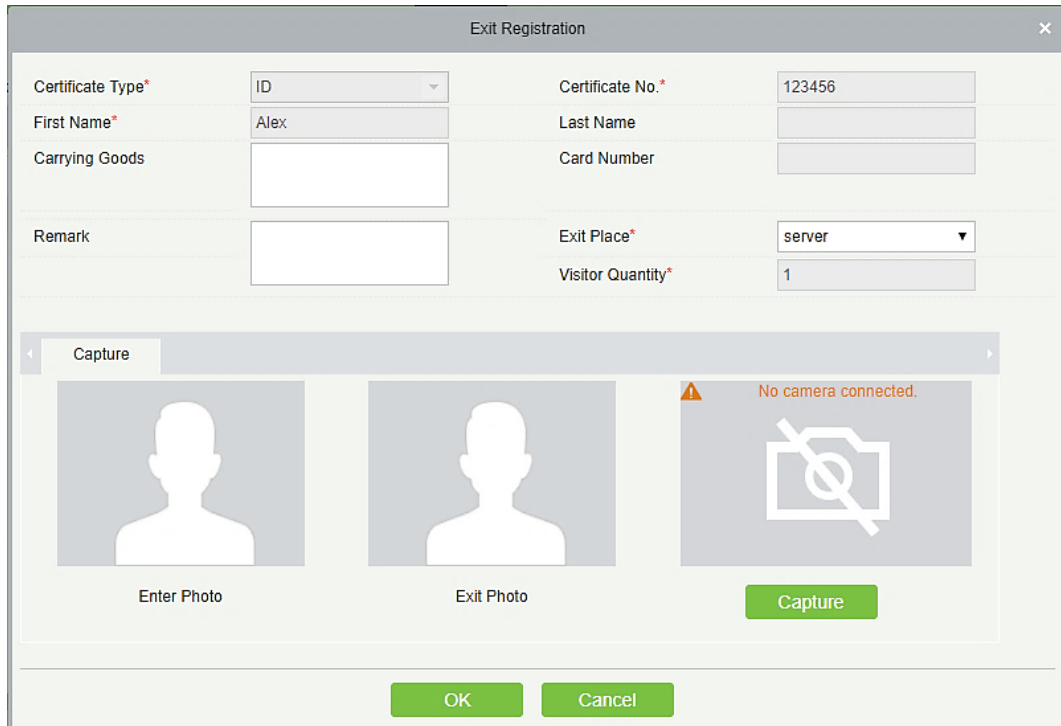 Exit Registration
Certificate Type* ID Certificate No.* 123456
First Name* Alex Last Name
Carrying Goods Card Number
Remark Exit Place* server
Visitor Quantity* 1
Capture
No camera connected.
Enter Photo Exit Photo Capture
OK Cancel